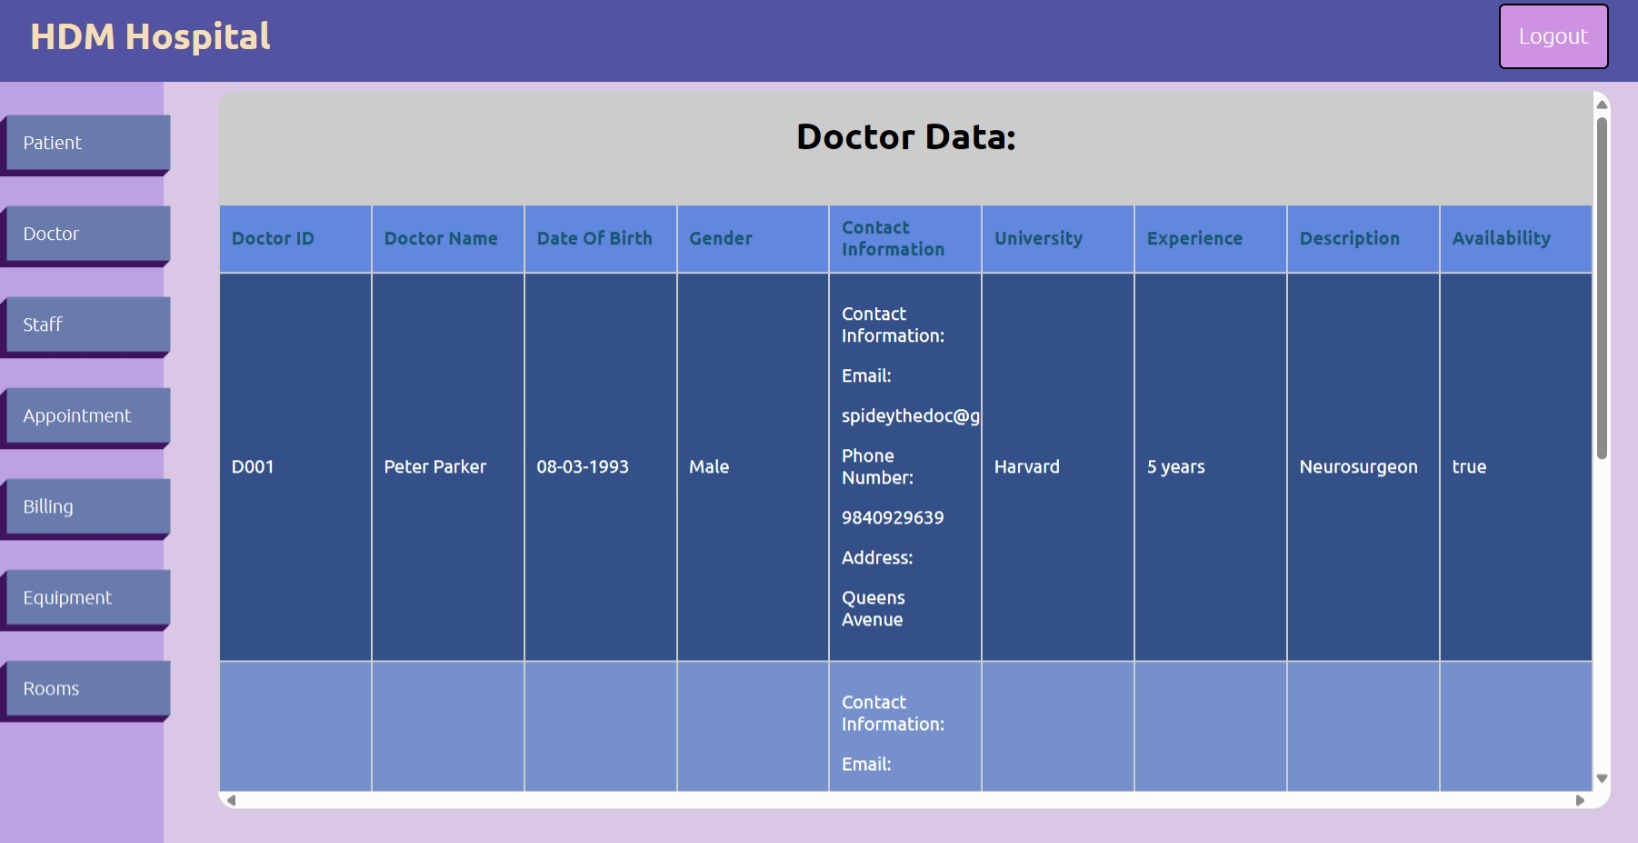 HDM Hospital
Logout
Patient
Doctor
Staff
Appointment
Billing
Equipment
Rooms
Doctor Data:
Doctor ID
Doctor Name
Date Of Birth
Gender
Contact
Information
University
Experience
Description
Availability
D001
Peter Parker
08-03-1993
Male
Contact
Information:
Email:
spideythedoc@g
Phone
Number:
9840929639
Address:
Queens
Avenue
Harvard
5 years
Neurosurgeon
true
Contact
Information:
Email: